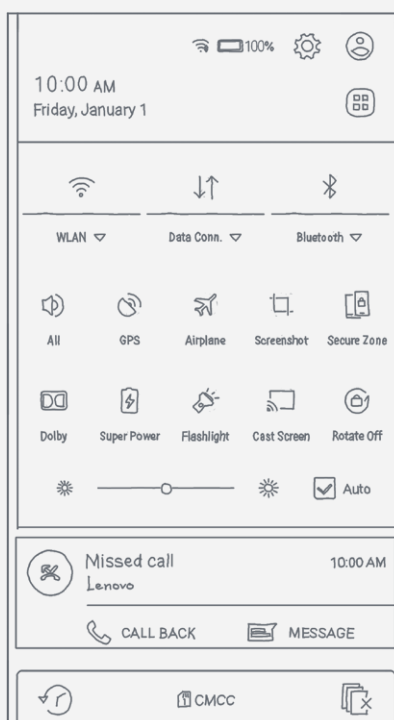 100%
10:00 AM
Friday, January 1
WLAN Data Conn. Bluetooth
All GPS Airplane Screenshot Secure Zone
Dolby Super Power Flashlight Cast Screen Rotate Off
Auto
Missed call 10:00 AM
Lenovo
CALL BACK MESSAGE
CMCC